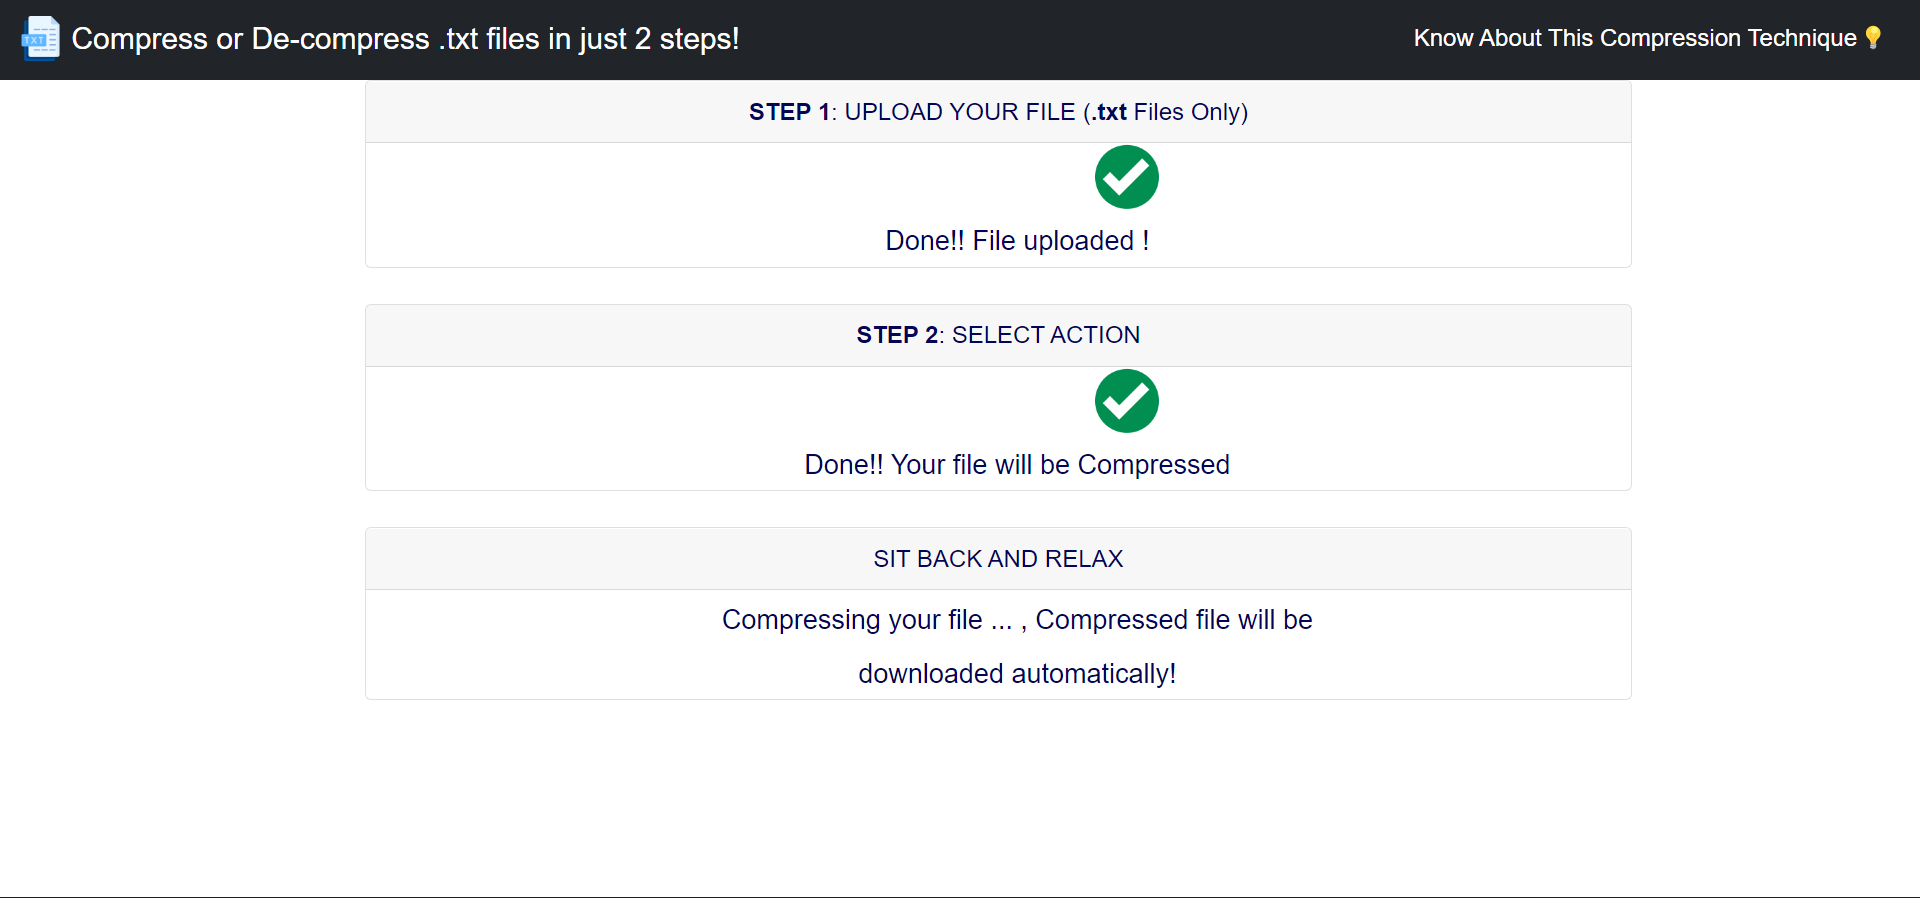 TXT
Compress or De-compress .txt files in just 2 steps!
Know About This Compression Technique💡
STEP 1: UPLOAD YOUR FILE (.txt Files Only)
Done!! File uploaded !
STEP 2: SELECT ACTION
Done!! Your file will be Compressed
SIT BACK AND RELAX
Compressing your file ... , Compressed file will be
downloaded automatically!